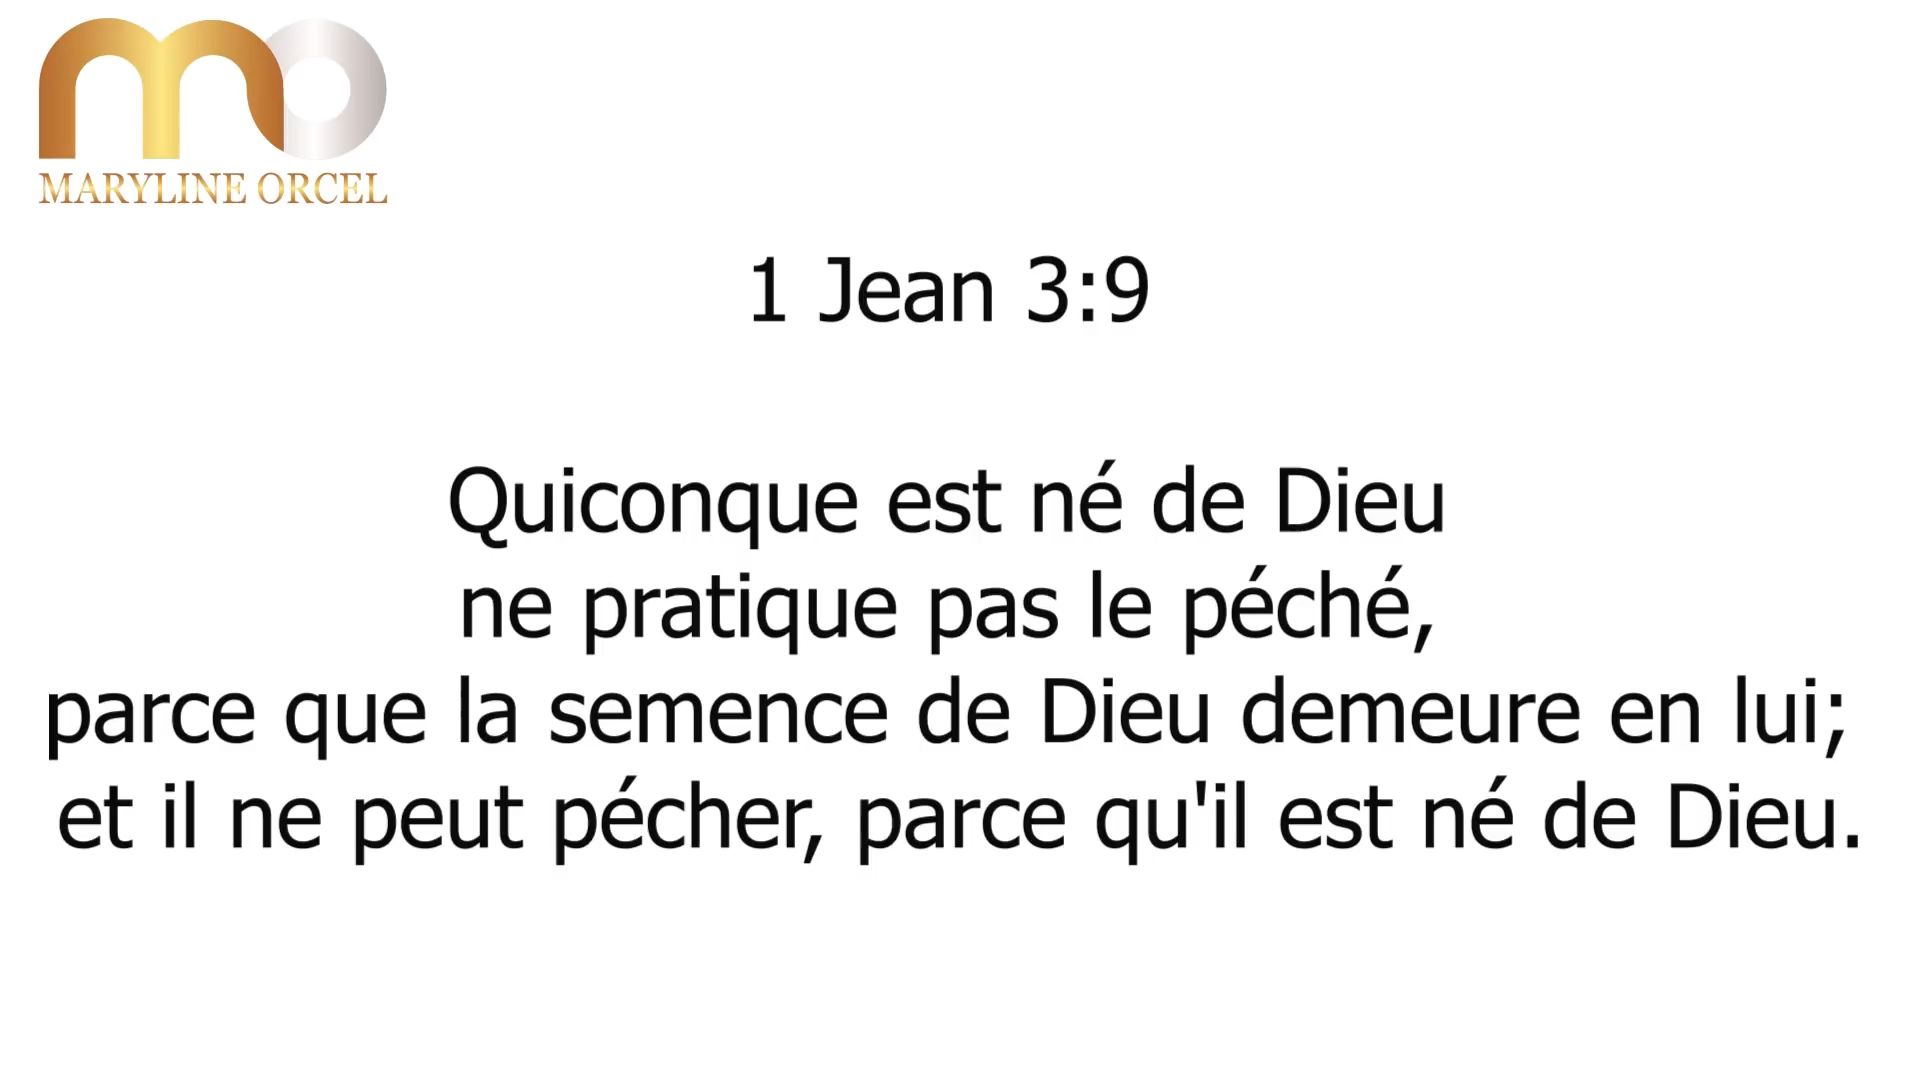 mo
MARYLINE ORCEL
1 Jean 3:9
Quiconque est né de Dieu
ne pratique pas le péché,
parce que la semence de Dieu demeure en lui;
et il ne peut pécher, parce qu'il est né de Dieu.